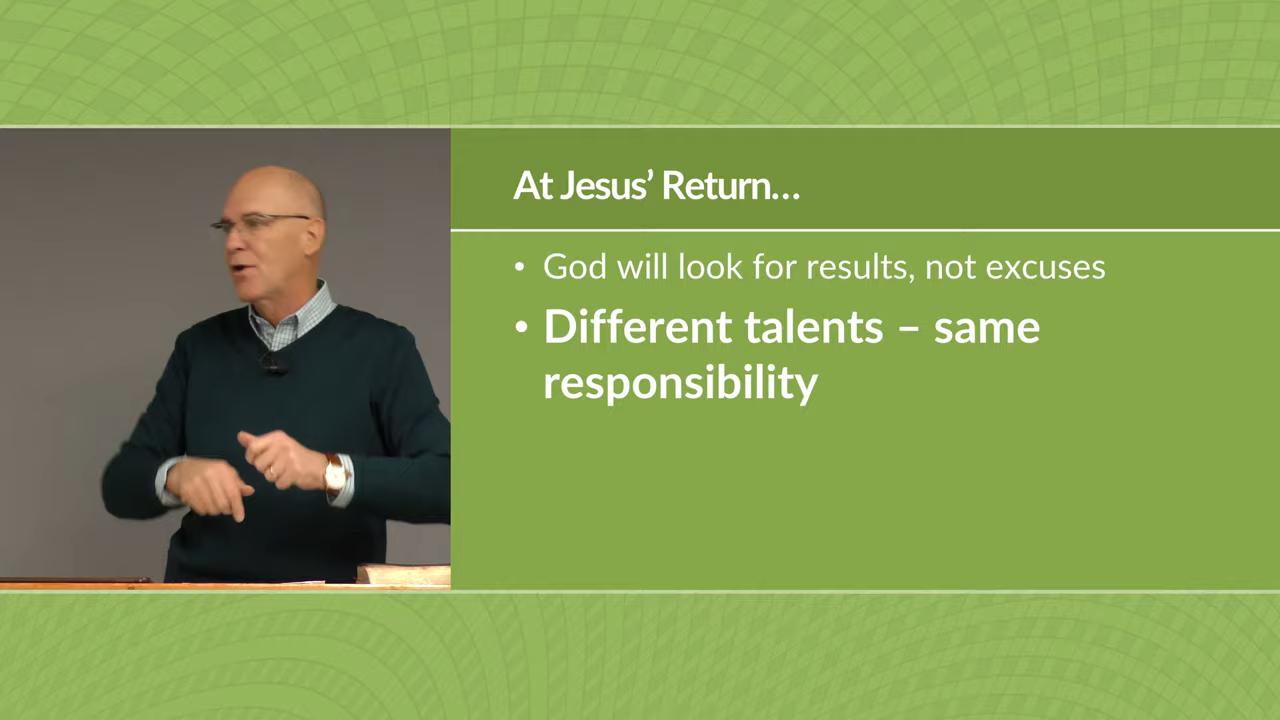 At Jesus’ Return…
• God will look for results, not excuses
• Different talents – same
responsibility